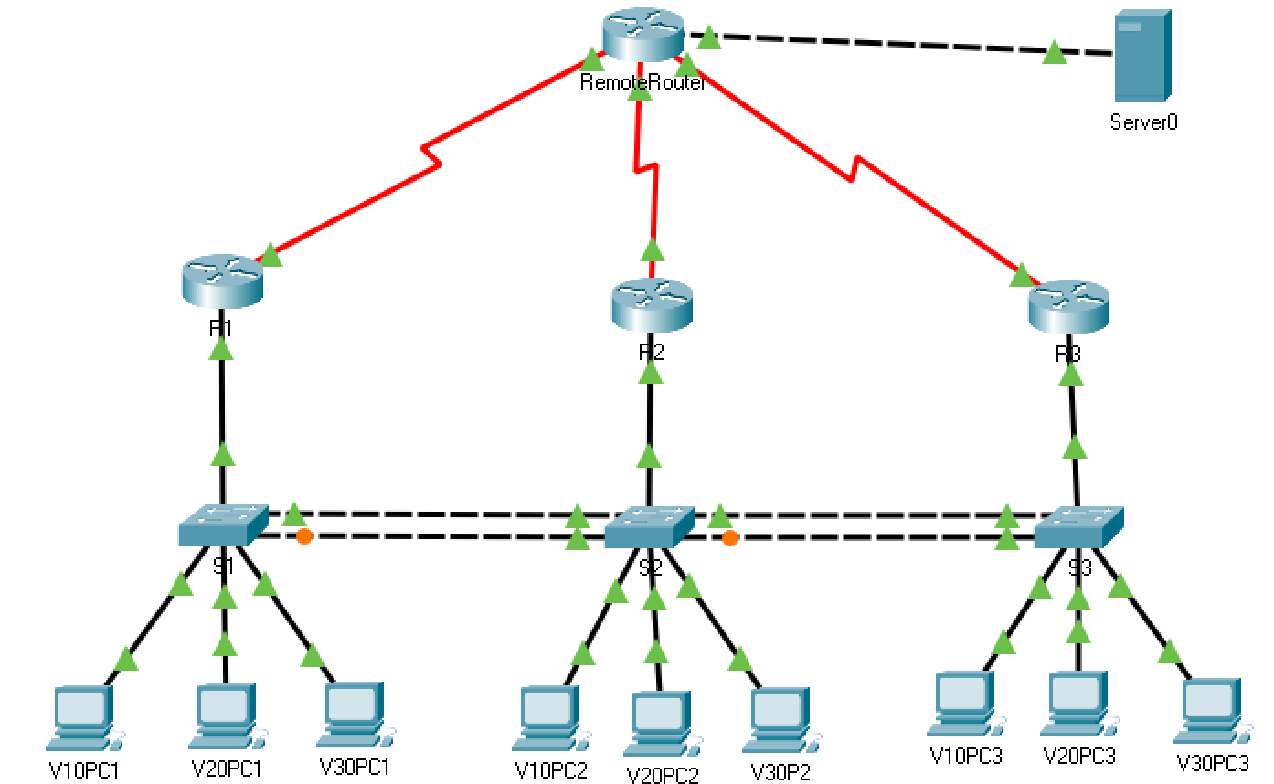 RemoteRouter
Server0
R1
R2
R3
S1
S2
S3
V10PC1
V20PC1
V30PC1
V10PC2
V20PC2
V30P2
V10PC3
V20PC3
V30PC3